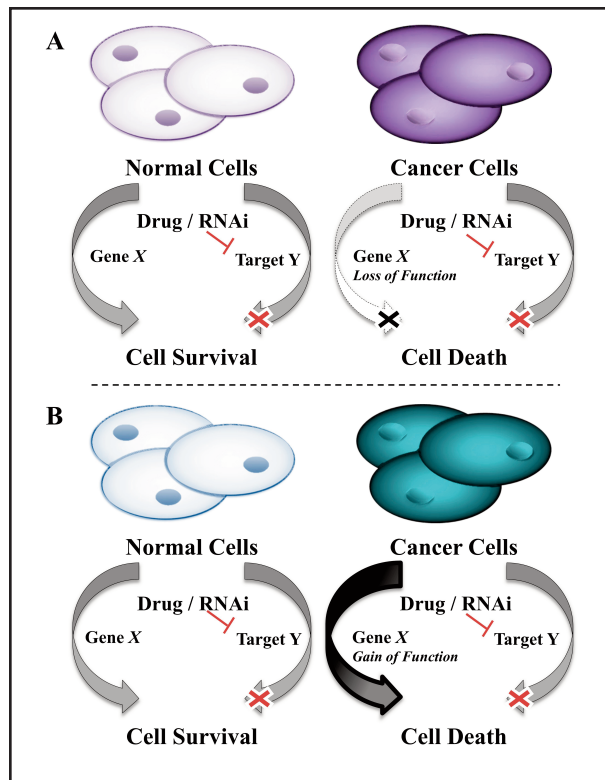 A
Normal Cells Cancer Cells
Drug / RNAi Drug / RNAi
Gene X Target Y Gene X Target Y
Loss of Function
Cell Survival Cell Death
B
Normal Cells Cancer Cells
Drug / RNAi Drug / RNAi
Gene X Target Y Gene X Target Y
Gain of Function
Cell Survival Cell Death